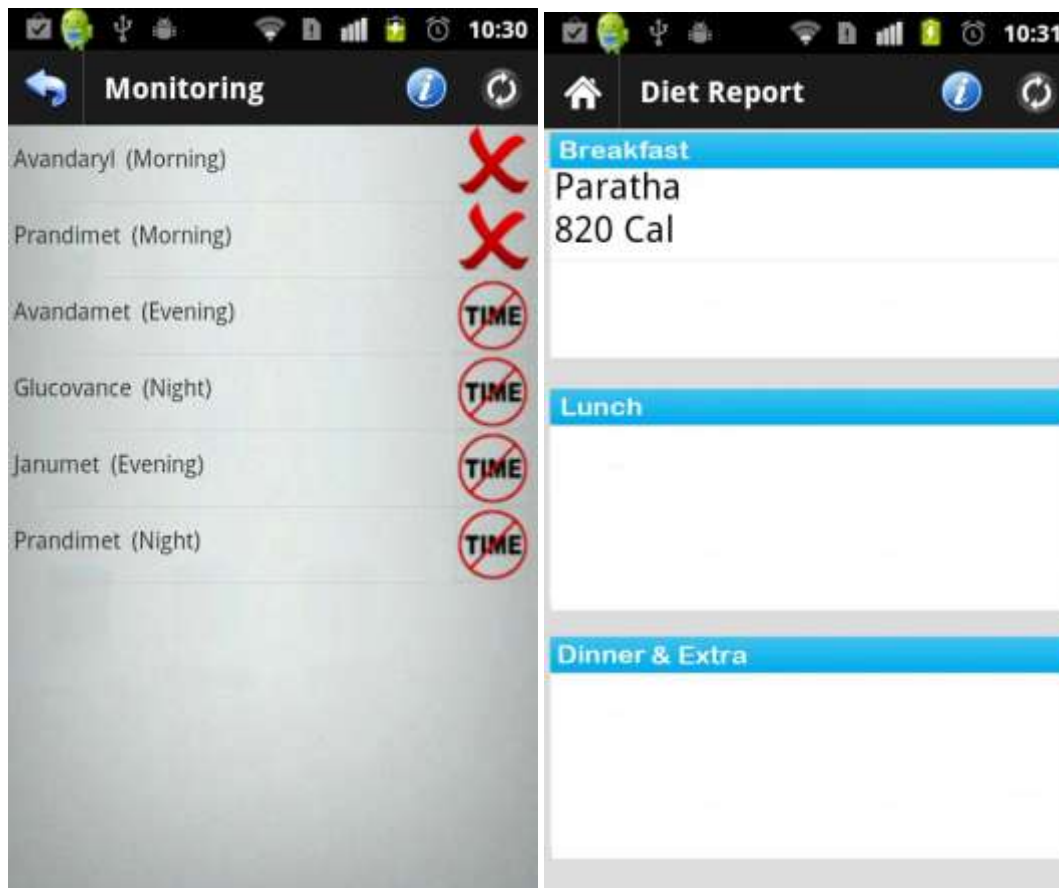 10:30
Monitoring
Avandaryl (Morning)
Prandimet (Morning)
Avandamet (Evening)
TIME
Glucovance (Night)
TIME
Janumet (Evening)
TIME
Prandimet (Night)
TIME
10:31
Diet Report
Breakfast
Paratha
820 Cal
Lunch
Dinner & Extra